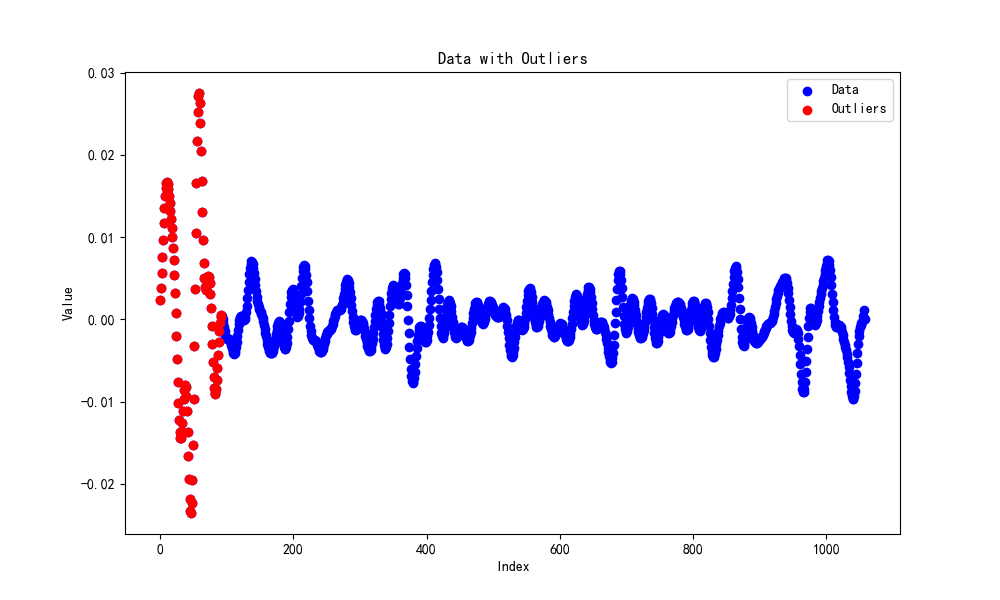 Data with Outliers
Data
Outliers
0.03
0.02
0.01
0.00
−0.01
−0.02
Value
0 200 400 600 800 1000
Index